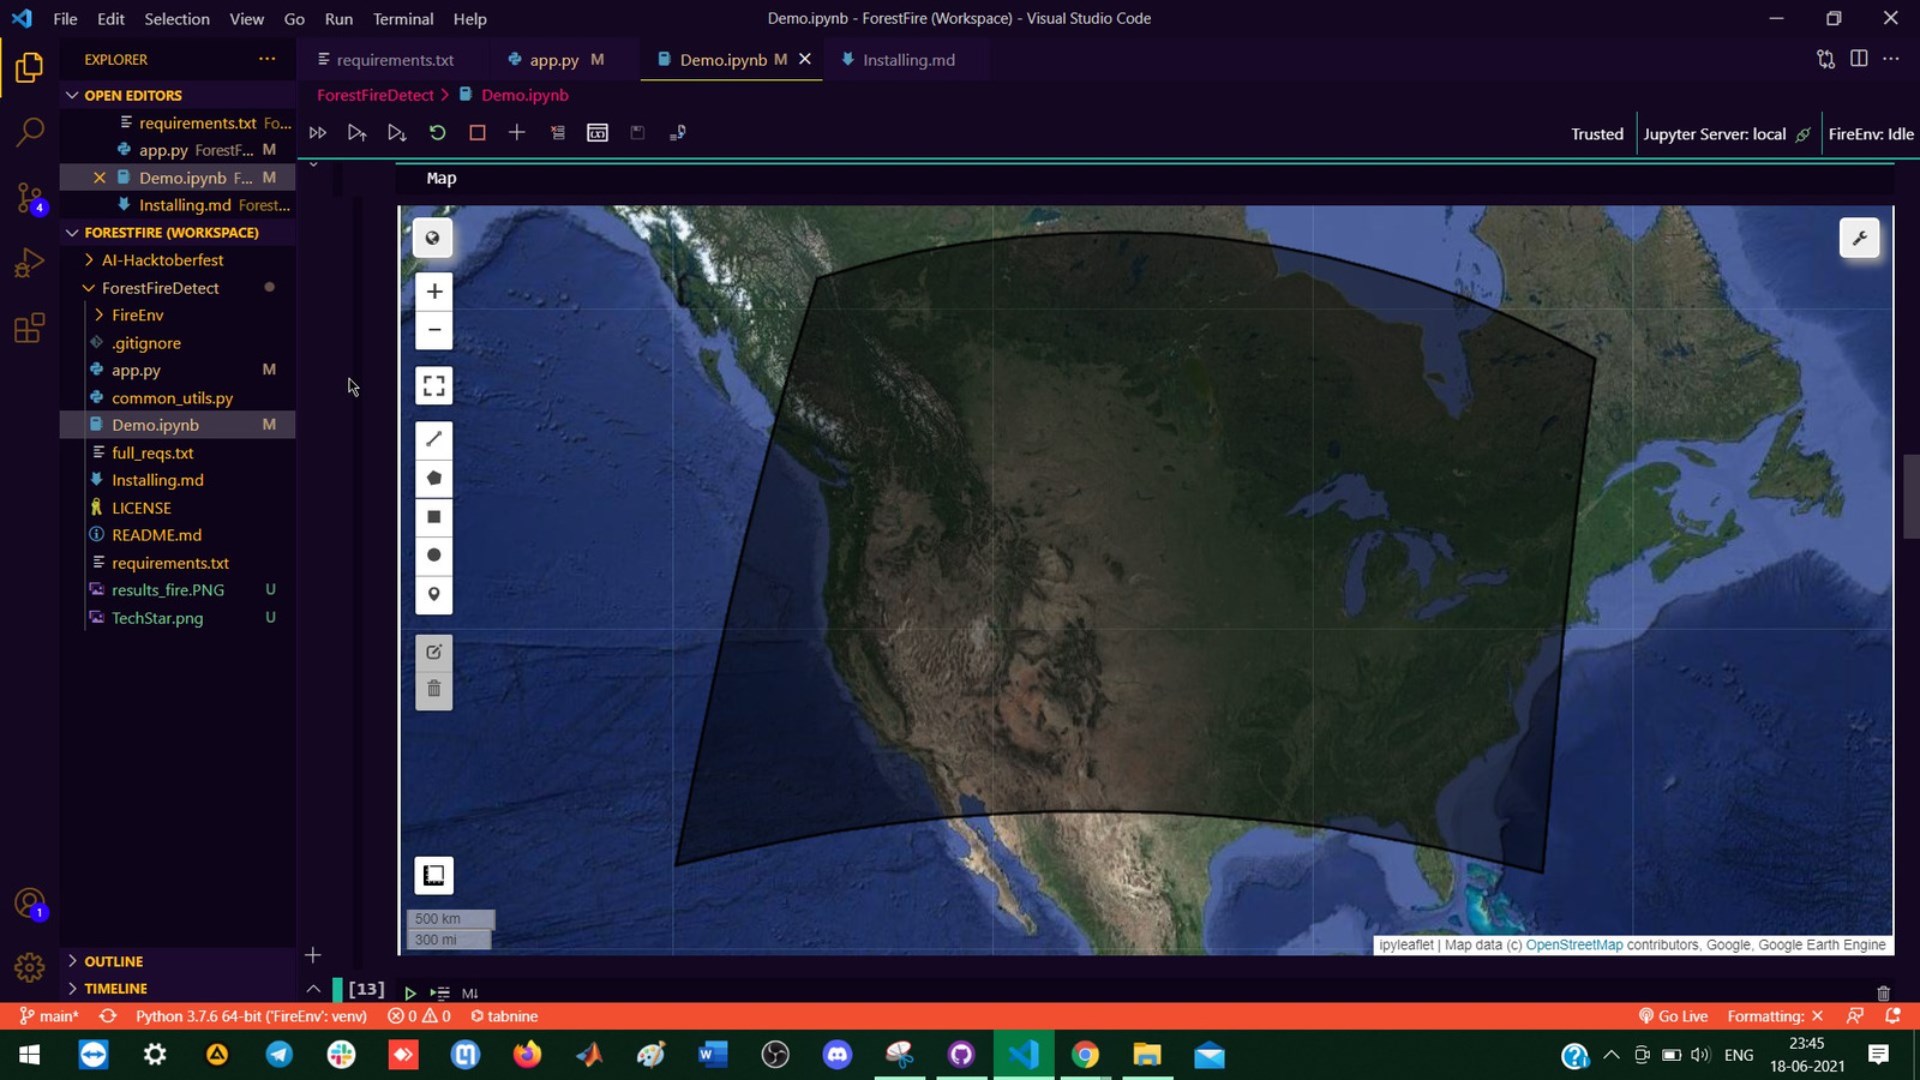 File Edit Selection View Go Run Terminal Help
Demo.ipynb - ForestFire (Workspace) - Visual Studio Code
EXPLORER
requirements.txt
app.py M
Demo.ipynb M
Installing.md
OPEN EDITORS
requirements.txt Fo...
app.py ForestF... M
Demo.ipynb F... M
Installing.md Forest...
FORESTFIRE (WORKSPACE)
AI-Hacktoberfest
ForestFireDetect
FireEnv
.gitignore
app.py M
common_utils.py
Demo.ipynb M
full_reqs.txt
Installing.md
LICENSE
README.md
requirements.txt
results_fire.PNG U
TechStar.png U
OUTLINE
TIMELINE
ForestFireDetect > Demo.ipynb
Trusted
Jupyter Server: local
FireEnv: Idle
Map
500 km
300 mi
ipyleaflet | Map data (c) OpenStreetMap contributors, Google, Google Earth Engine
[13]
M↓
4
1
main*
Python 3.7.6 64-bit ('FireEnv': venv)
0 0
tabnine
Go Live
Formatting: ×
ENG
23:45
18-06-2021